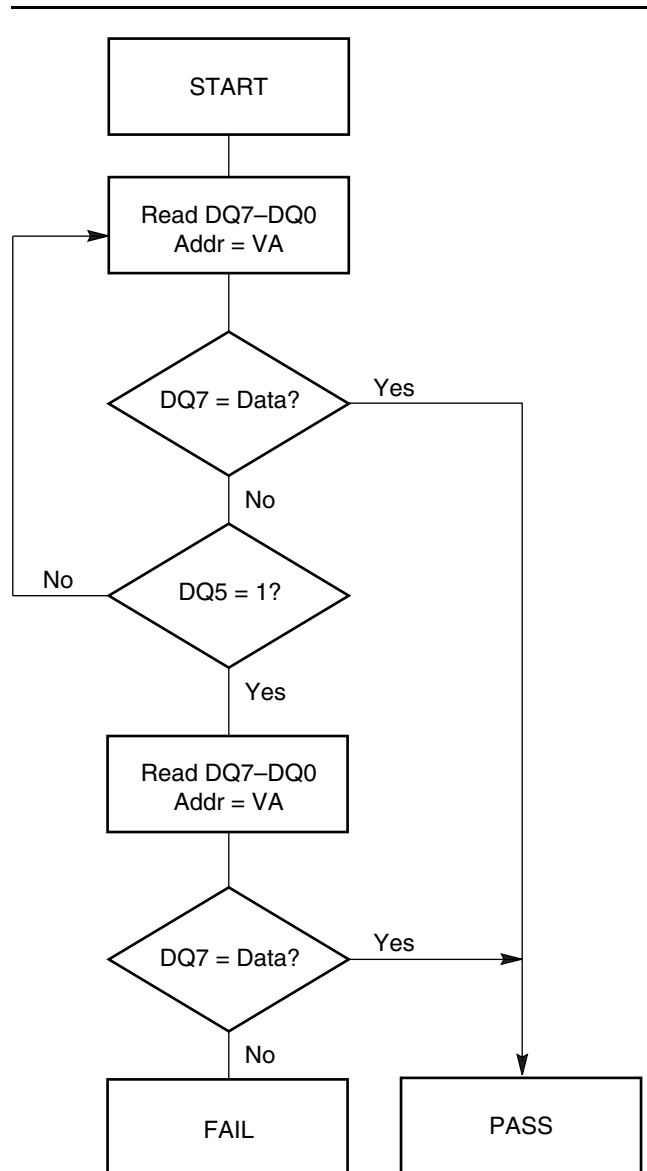 START
Read DQ7–DQ0
Addr = VA
DQ7 = Data?
Yes
No
DQ5 = 1?
No
Yes
Read DQ7–DQ0
Addr = VA
DQ7 = Data?
Yes
No
FAIL
PASS